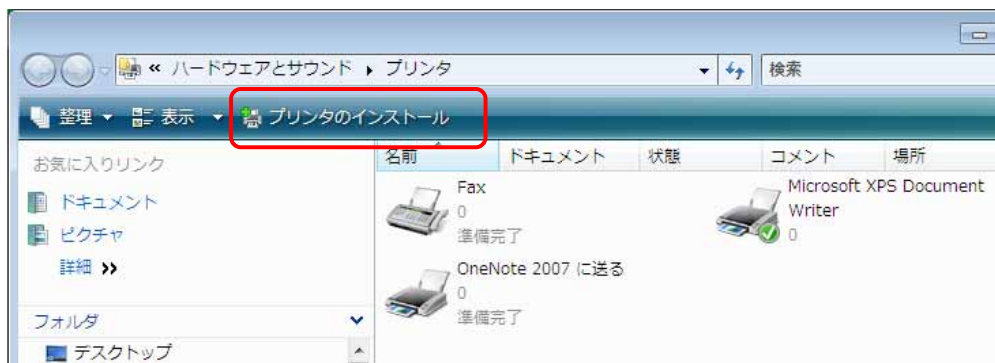 « ハードウェアとサウンド ▸ プリンタ
検索
整理 表示 プリンタのインストール
お気に入りリンク
ドキュメント
ピクチャ
詳細 »
フォルダ
デスクトップ
名前 ドキュメント 状態 コメント 場所
Fax
0
準備完了
Microsoft XPS Document
Writer
0
OneNote 2007 に送る
0
準備完了